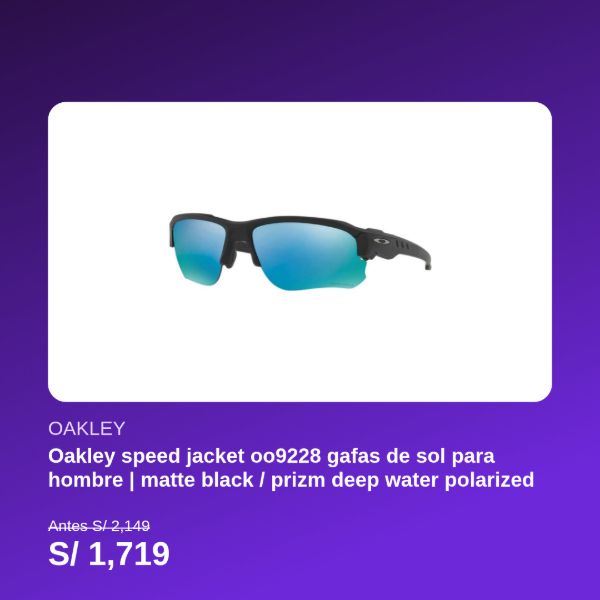 OAKLEY
Oakley speed jacket oo9228 gafas de sol para
hombre | matte black / prizm deep water polarized
Antes S/ 2,149
S/ 1,719